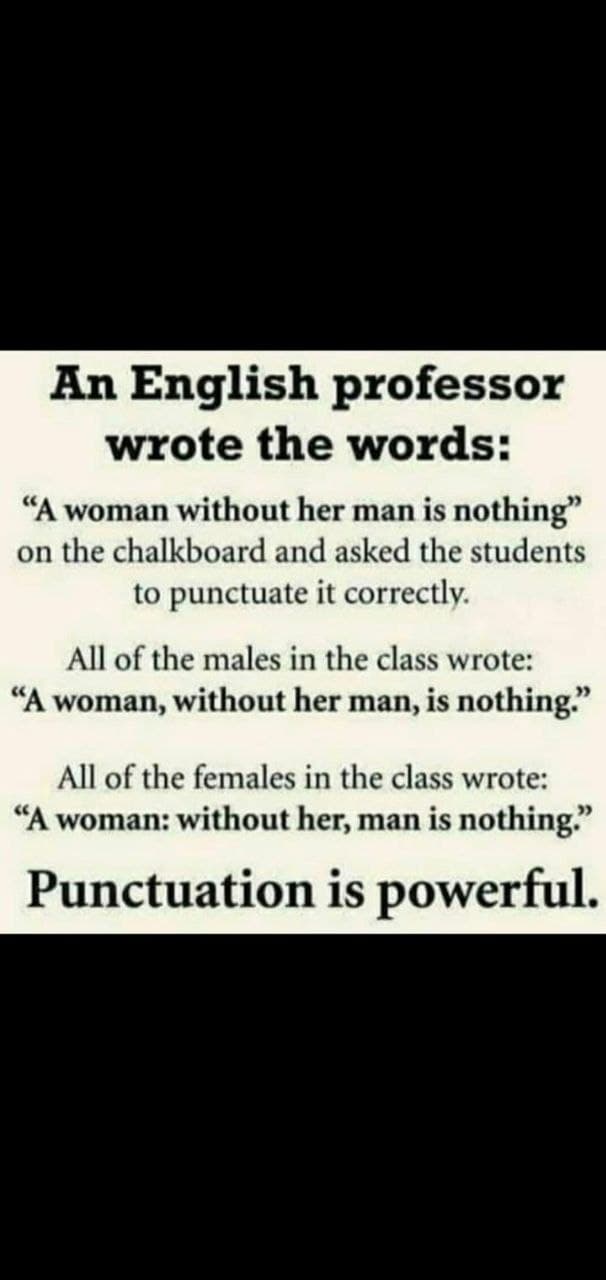 An English professor
wrote the words:
“A woman without her man is nothing”
on the chalkboard and asked the students
to punctuate it correctly.
All of the males in the class wrote:
“A woman, without her man, is nothing.”
All of the females in the class wrote:
“A woman: without her, man is nothing.”
Punctuation is powerful.